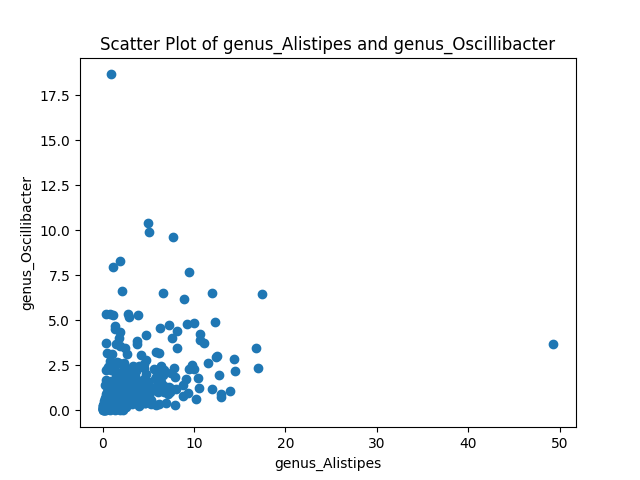 Scatter Plot of genus_Alistipes and genus_Oscillibacter
17.5
15.0
12.5
10.0
7.5
5.0
2.5
0.0
genus_Oscillibacter
0 10 20 30 40 50
genus_Alistipes